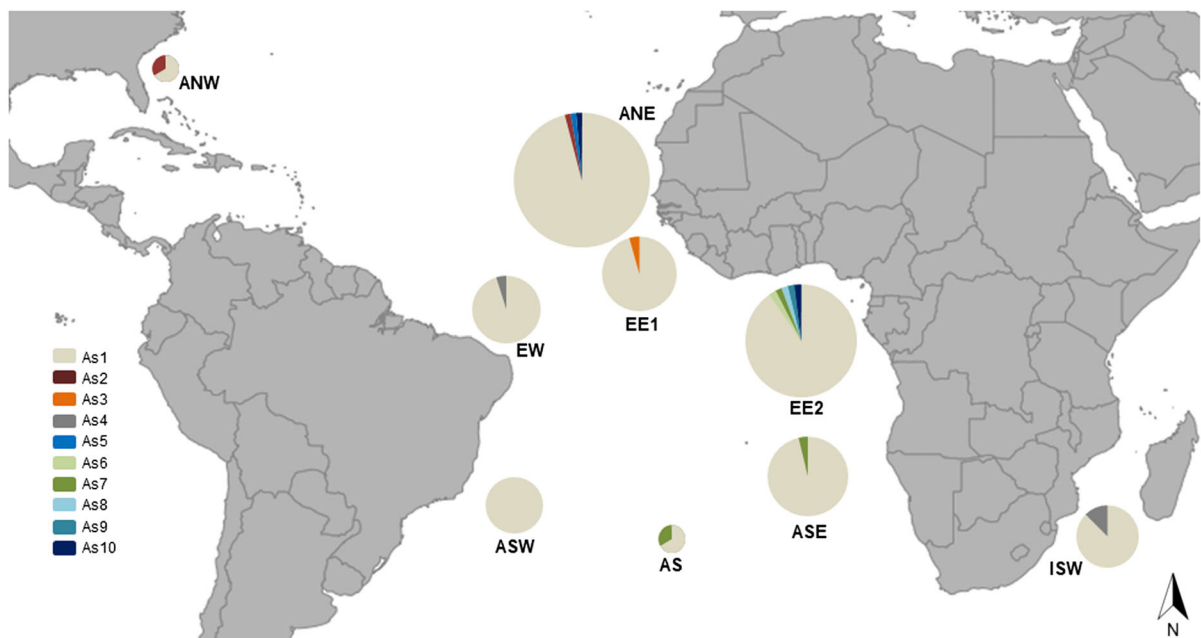 ANW
ANE
EE1
EW
EE2
As1
As2
As3
As4
As5
As6
As7
As8
As9
As10
ASW
AS
ASE
ISW
N